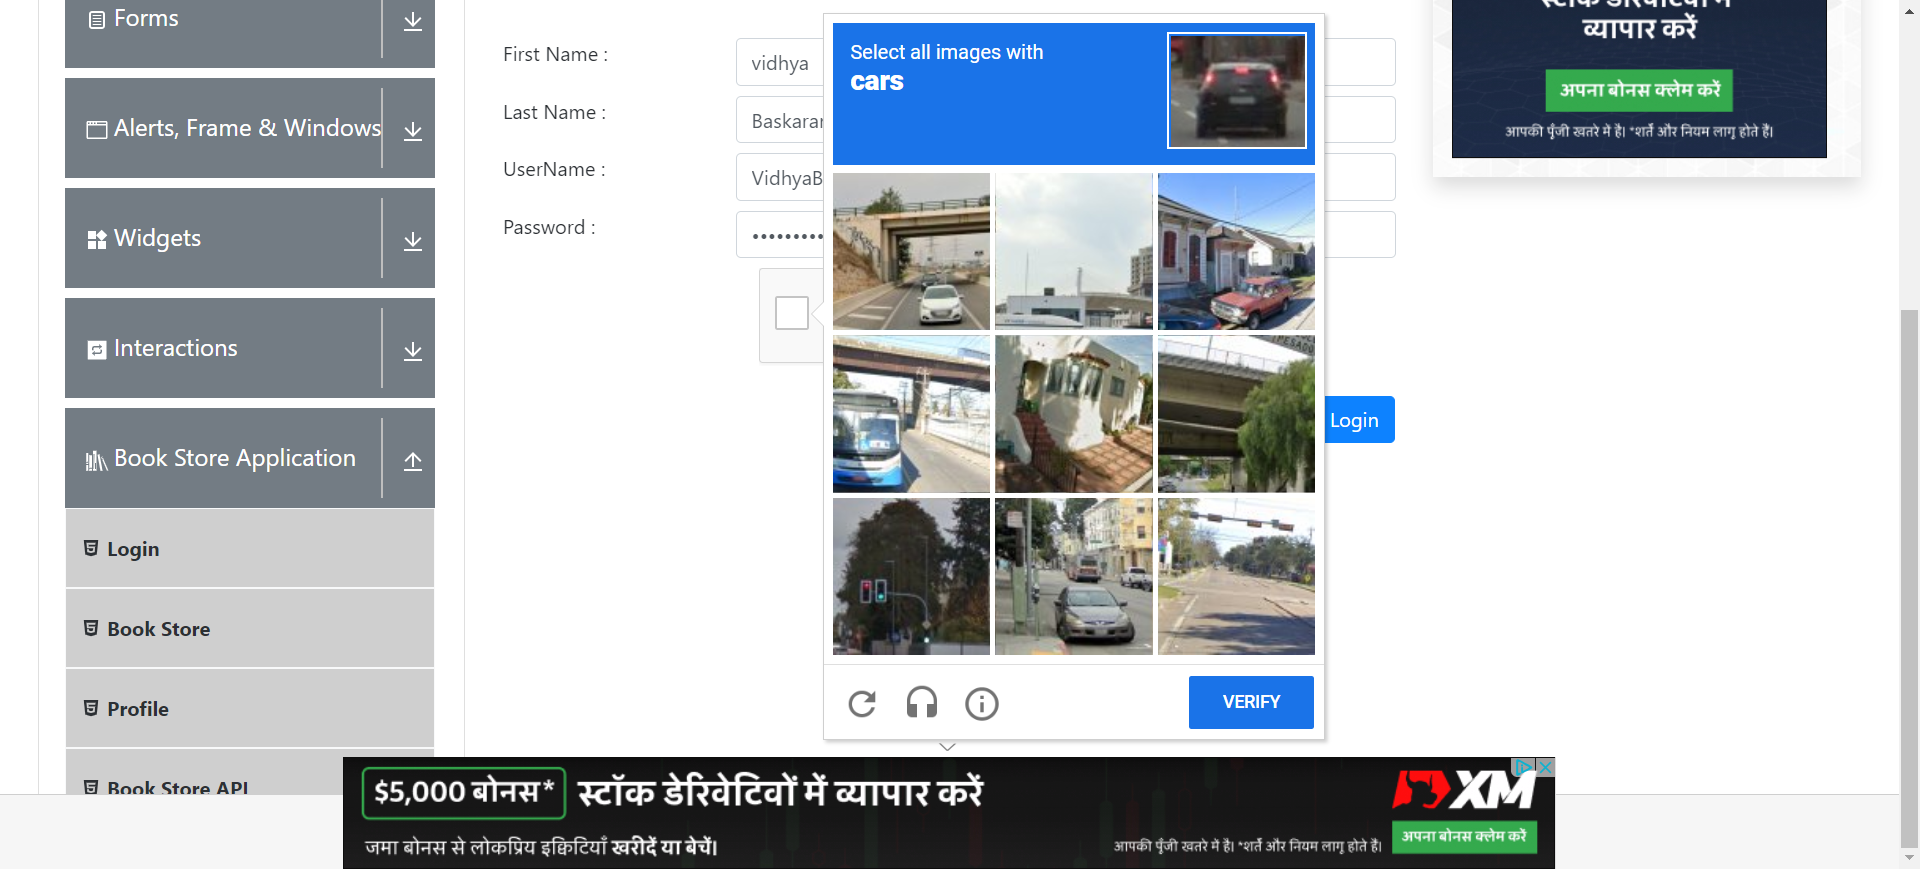 Forms
Alerts, Frame & Windows
Widgets
Interactions
Book Store Application
Login
Book Store
Profile
Book Store API
First Name :
vidhya
Last Name :
UserName :
Password :
Login
Select all images with
cars
VERIFY
व्यापार करें
अपना बोनस क्लेम करें
आपकी पूँजी खतरे में है। *शर्तें और नियम लागू होते हैं।
$5,000 बोनस* स्टॉक डेरिवेटिवों में व्यापार करें
जमा बोनस से लोकप्रिय इक्विटियाँ खरीदें या बेचें।
आपकी पूँजी खतरे में है। *शर्तें और नियम लागू होते हैं।
XM
अपना बोनस क्लेम करें